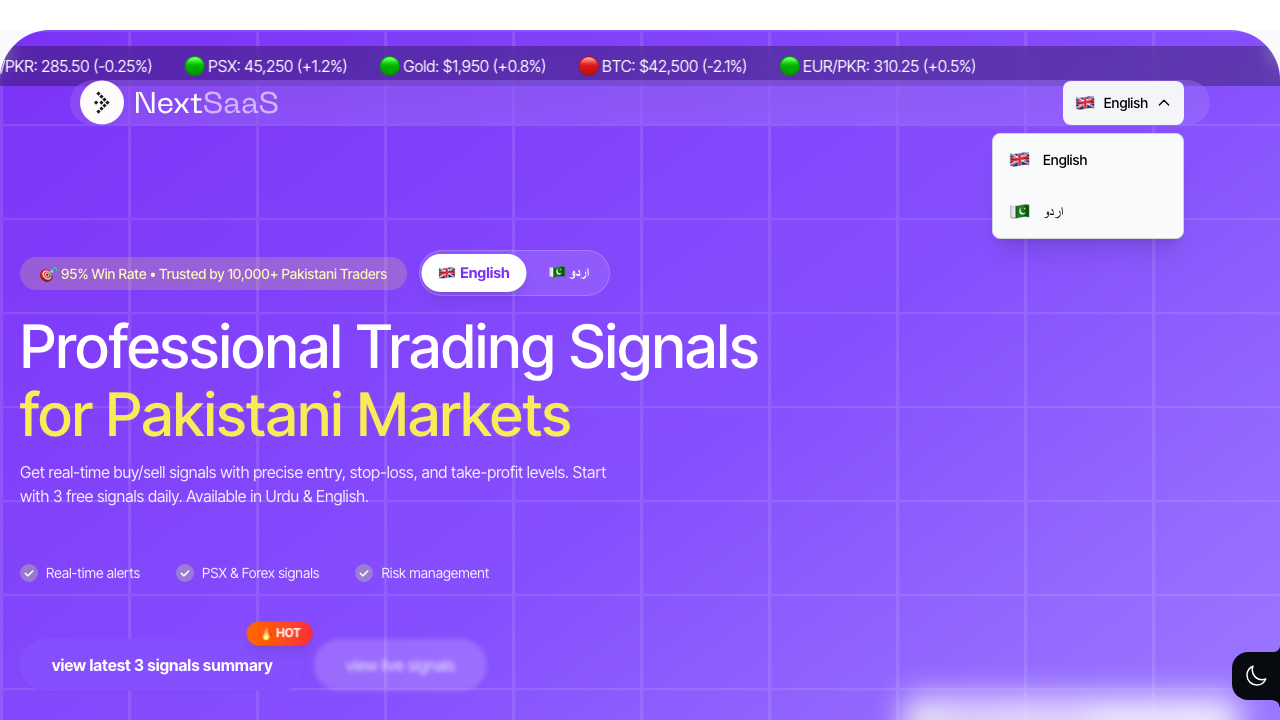 /PKR: 285.50 (-0.25%) PSX: 45,250 (+1.2%) Gold: $1,950 (+0.8%) BTC: $42,500 (-2.1%) EUR/PKR: 310.25 (+0.5%)
NextSaaS
English
English
اردو
95% Win Rate • Trusted by 10,000+ Pakistani Traders
English
اردو
Professional Trading Signals
for Pakistani Markets
Get real-time buy/sell signals with precise entry, stop-loss, and take-profit levels. Start
with 3 free signals daily. Available in Urdu & English.
Real-time alerts
PSX & Forex signals
Risk management
HOT
view latest 3 signals summary
view live signals